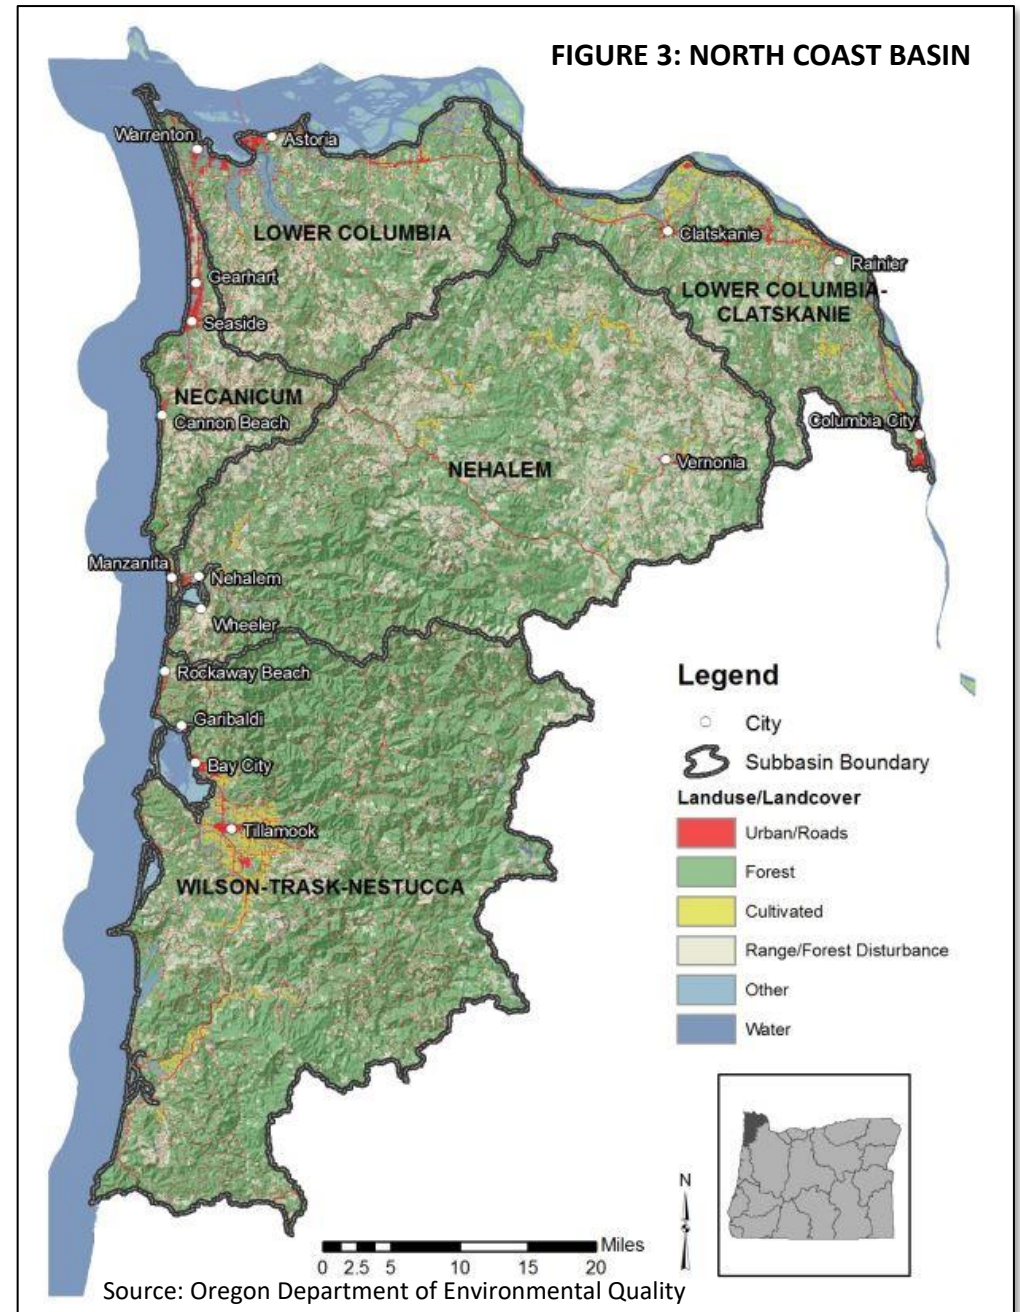 FIGURE 3: NORTH COAST BASIN
Warrenton
Astoria
LOWER COLUMBIA
Clatskanie
Gearhart
Rainier
LOWER COLUMBIA-
CLATSKANIE
Seaside
NECANICUM
Cannon Beach
Columbia City
NEHALEM
Vernonia
Manzanita
Nehalem
Wheeler
Rockaway Beach
Garibaldi
Bay City
Tillamook
WILSON-TRASK-NESTUCCA
Legend
City
Subbasin Boundary
Landuse/Landcover
Urban/Roads
Forest
Cultivated
Range/Forest Disturbance
Other
Water
N
Miles
0 2.5 5 10 15 20
Source: Oregon Department of Environmental Quality